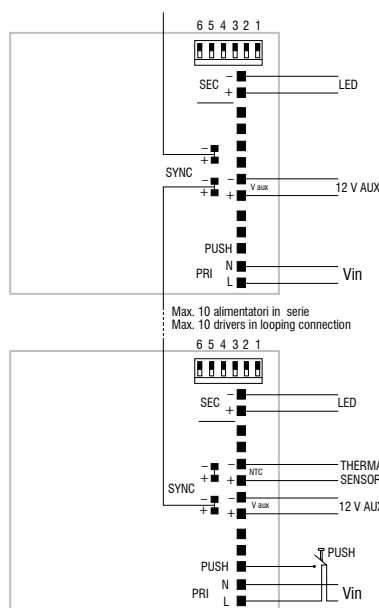 6 5 4 3 2 1
SEC - +
LED
- +
SYNC
- +
- + V aux
12 V AUX
PUSH
PRI N L
Vin
Max. 10 alimentatori in serie
Max. 10 drivers in looping connection
6 5 4 3 2 1
SEC - +
LED
- +
- + NTC
THERMA
SENSOR
SYNC
- +
- + V aux
12 V AUX
PUSH
PUSH
PRI N L
Vin